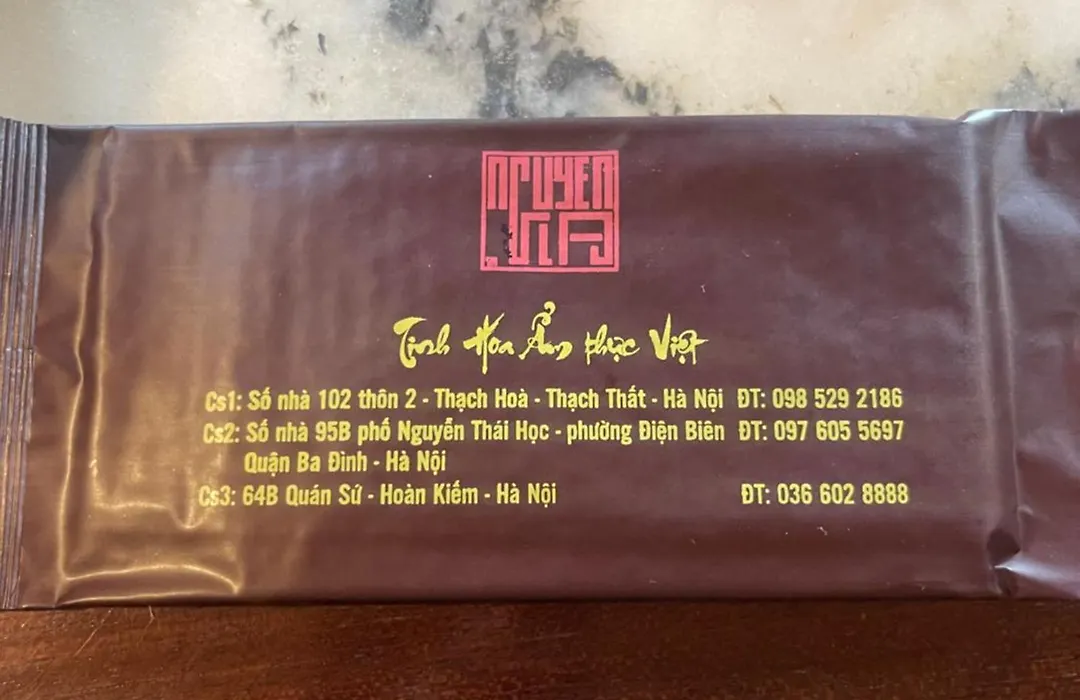 NGUYEN
GIA
Tinh Hoa Ẩm thực Việt
Cs1: Số nhà 102 thôn 2 - Thạch Hoà - Thạch Thất - Hà Nội ĐT: 098 529 2186
Cs2: Số nhà 95B phố Nguyễn Thái Học - phường Điện Biên ĐT: 097 605 5697
Quận Ba Đình - Hà Nội
Cs3: 64B Quán Sứ - Hoàn Kiếm - Hà Nội ĐT: 036 602 8888